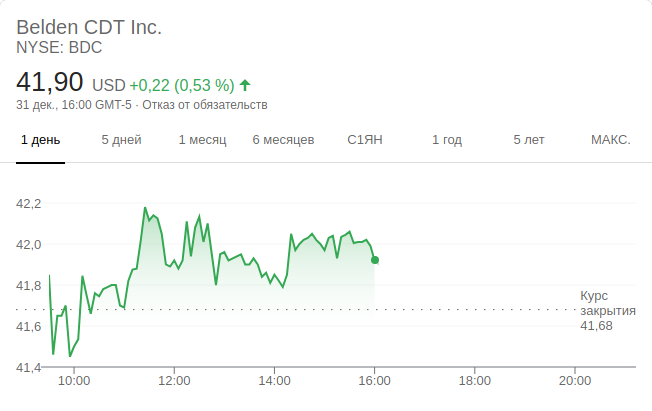 Belden CDT Inc.
NYSE: BDC
41,90 USD +0,22 (0,53 %)
31 дек., 16:00 GMT-5 · Отказ от обязательств
1 день 5 дней 1 месяц 6 месяцев С1ЯН 1 год 5 лет МАКС.
42,2
42,0
41,8
41,6
41,4
Курс
закрытия
41,68
10:00 12:00 14:00 16:00 18:00 20:00